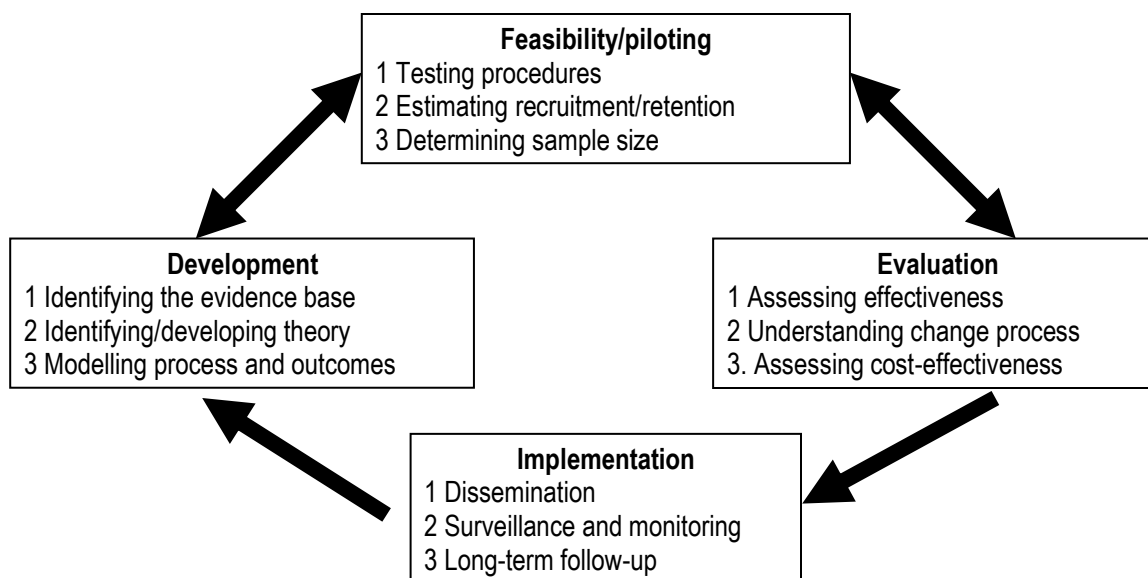 Feasibility/piloting
1 Testing procedures
2 Estimating recruitment/retention
3 Determining sample size
Development
1 Identifying the evidence base
2 Identifying/developing theory
3 Modelling process and outcomes
Evaluation
1 Assessing effectiveness
2 Understanding change process
3. Assessing cost-effectiveness
Implementation
1 Dissemination
2 Surveillance and monitoring
3 Long-term follow-up